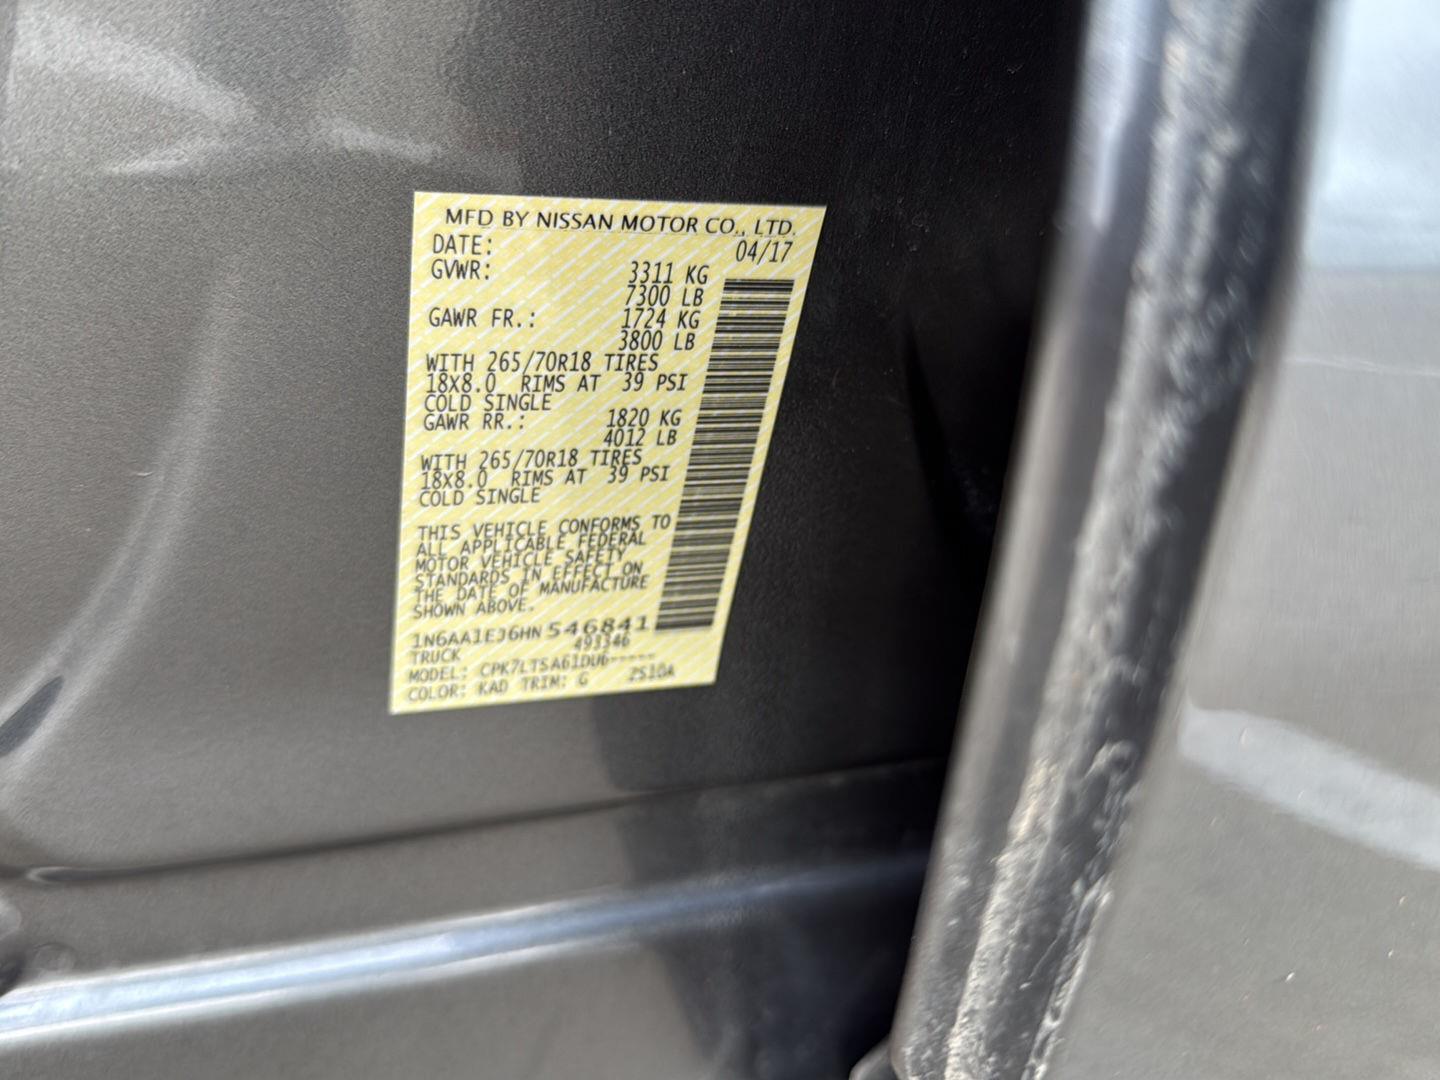 MFD BY NISSAN MOTOR CO., LTD.
DATE: 04/17
GVWR: 3311 KG
7300 LB
GAWR FR.: 1724 KG
3800 LB
WITH 265/70R18 TIRES
18X8.0 RIMS AT 39 PSI
COLD SINGLE
GAWR RR.: 1820 KG
4012 LB
WITH 265/70R18 TIRES
18X8.0 RIMS AT 39 PSI
COLD SINGLE
THIS VEHICLE CONFORMS TO
ALL APPLICABLE FEDERAL
MOTOR VEHICLE SAFETY
STANDARDS IN EFFECT ON
THE DATE OF MANUFACTURE
SHOWN ABOVE.
1N6AA1EJ6HN546841
TRUCK 493346
MODEL: CPK7LTSA61DU6-----
COLOR: KAD TRIM: G 2S10A